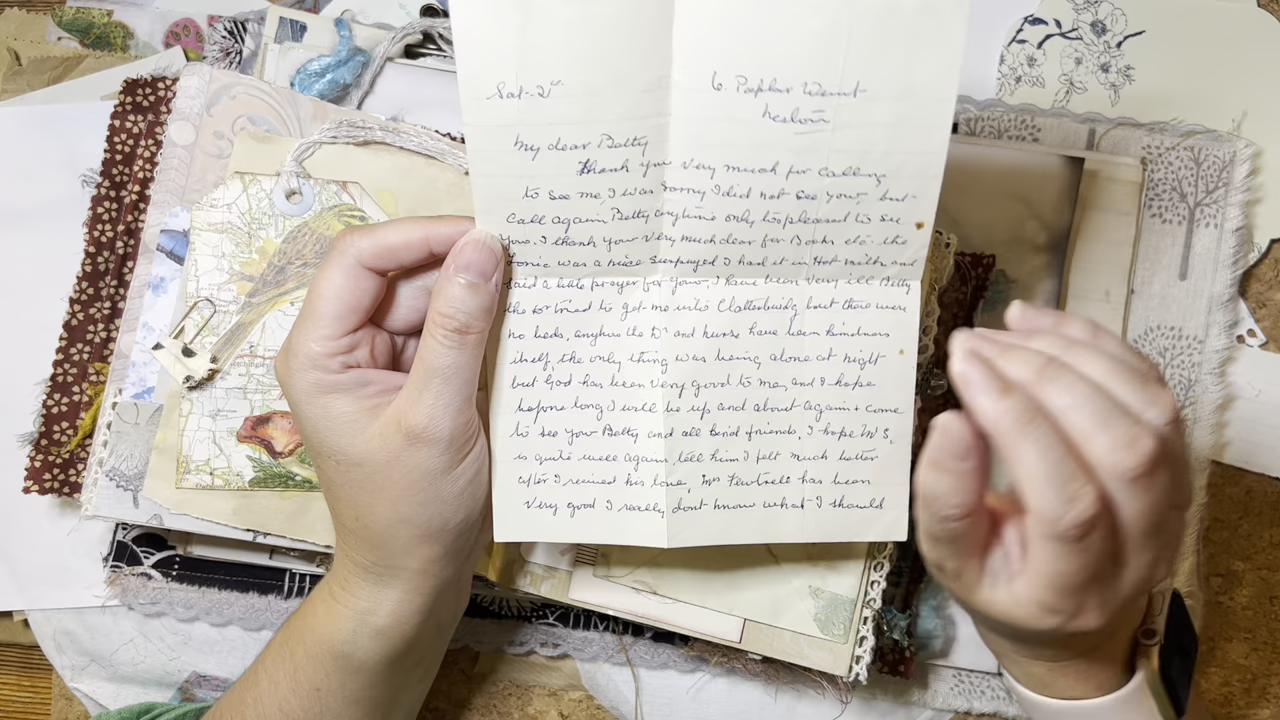 Sat. 2nd
6. Poplar Weint
Neston
My dear Betty
Thank you very much for calling
to see me, I was sorry I did not see you, but
call again, Betty anytime only too pleased to see
you. I thank you very much dear for Books etc. the
Tonic was a nice surprise I had it in Hot milk and
said a little prayer for you. I have been very ill Betty
the Dr tried to get me into Clatterbridge but there were
no beds, anyhow the Dr and nurse have been kindness
itself, the only thing was being alone at night
but God has been very good to me, and I hope
before long I will be up and about again & come
to see you Betty and all kind friends, I hope
is quite well again, tell him I felt much better
after I received his love, Mrs Fewtrell has been
very good I really dont know what I should